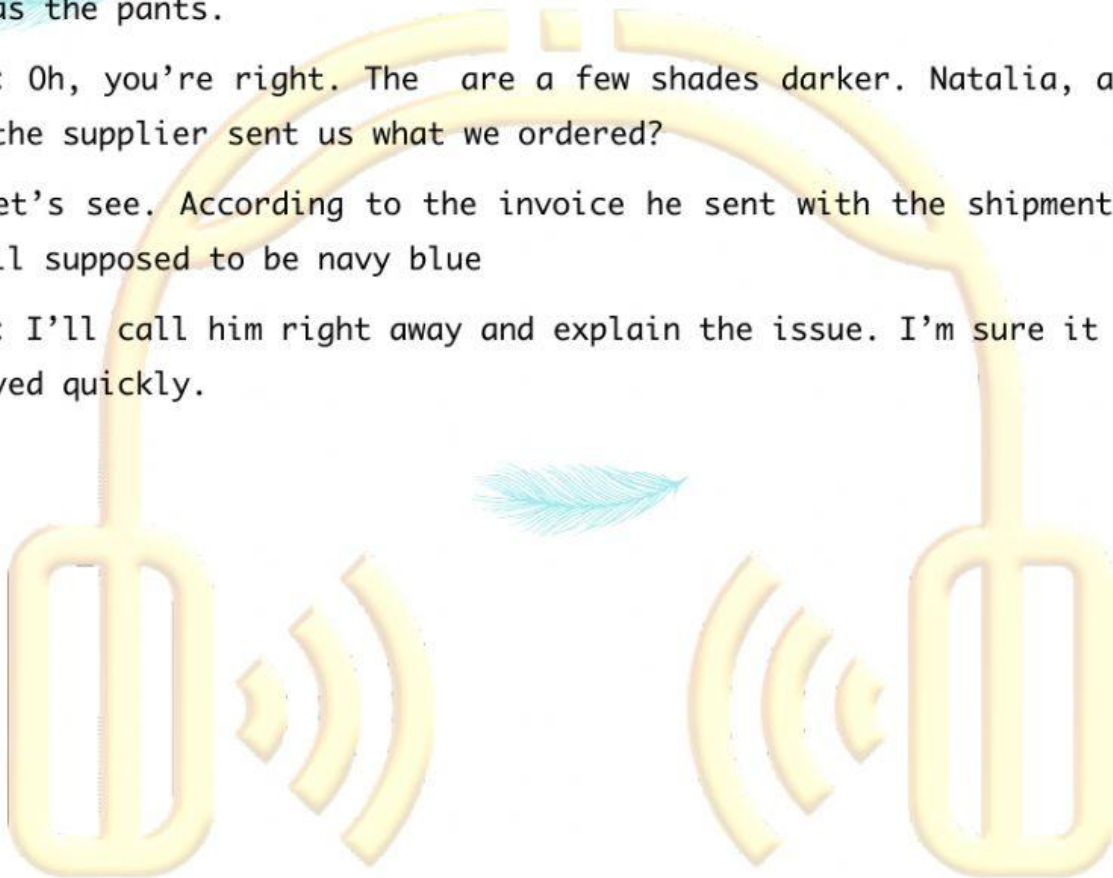 as the pants.
: Oh, you're right. The  are a few shades darker. Natalia, a
the supplier sent us what we ordered?
et's see. According to the invoice he sent with the shipment
ll supposed to be navy blue
: I'll call him right away and explain the issue. I'm sure it
ved quickly.